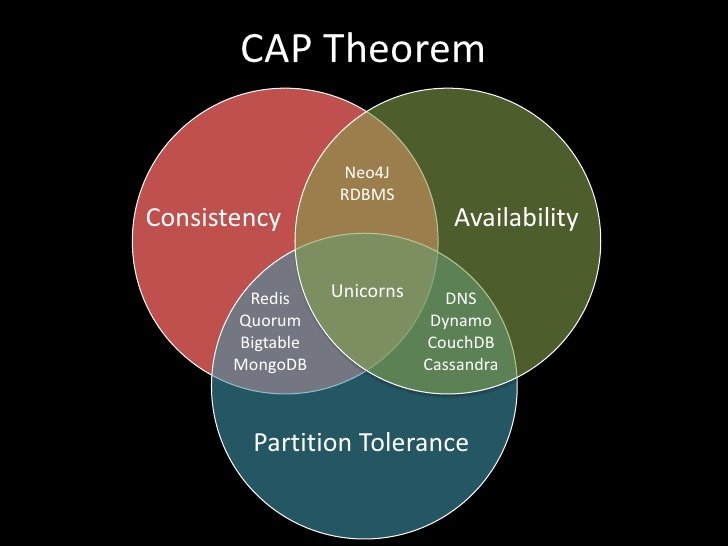 CAP Theorem
Neo4J
RDBMS
Consistency
Availability
Unicorns
Redis
Quorum
Bigtable
MongoDB
DNS
Dynamo
CouchDB
Cassandra
Partition Tolerance